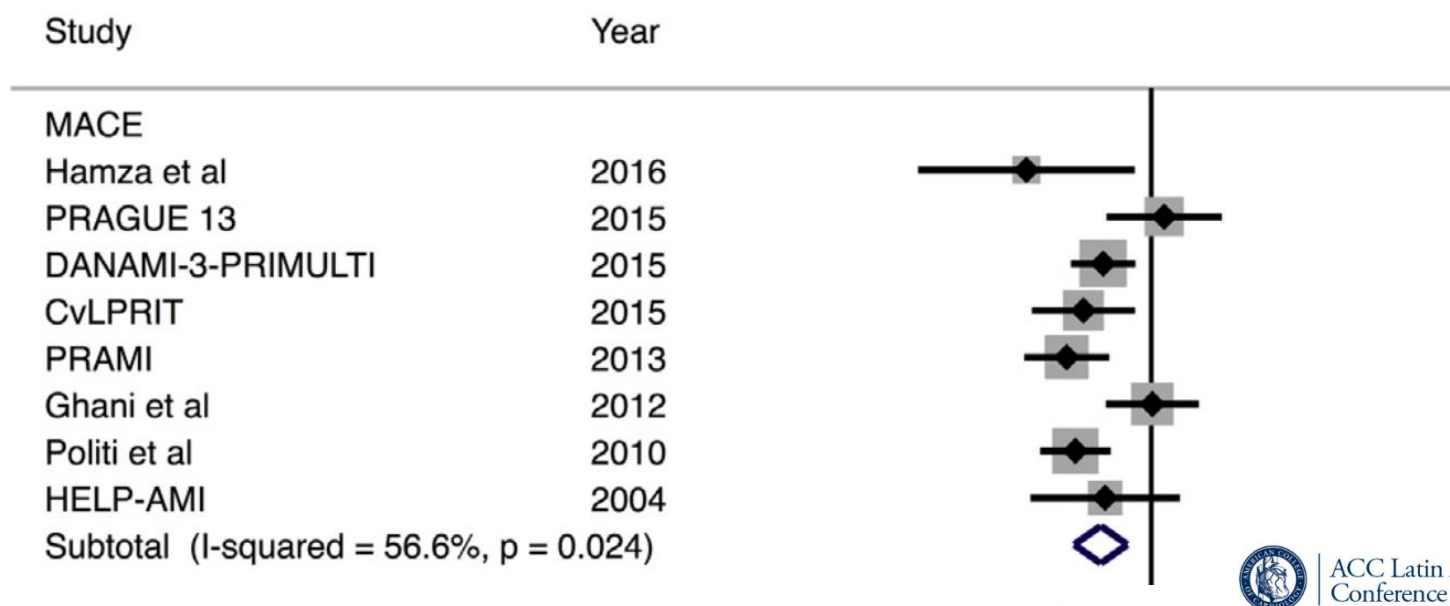 Study Year
MACE
Hamza et al 2016
PRAGUE 13 2015
DANAMI-3-PRIMULTI 2015
CvLPRIT 2015
PRAMI 2013
Ghani et al 2012
Politi et al 2010
HELP-AMI 2004
Subtotal (I-squared = 56.6%, p = 0.024)
ACC Latin
Conference